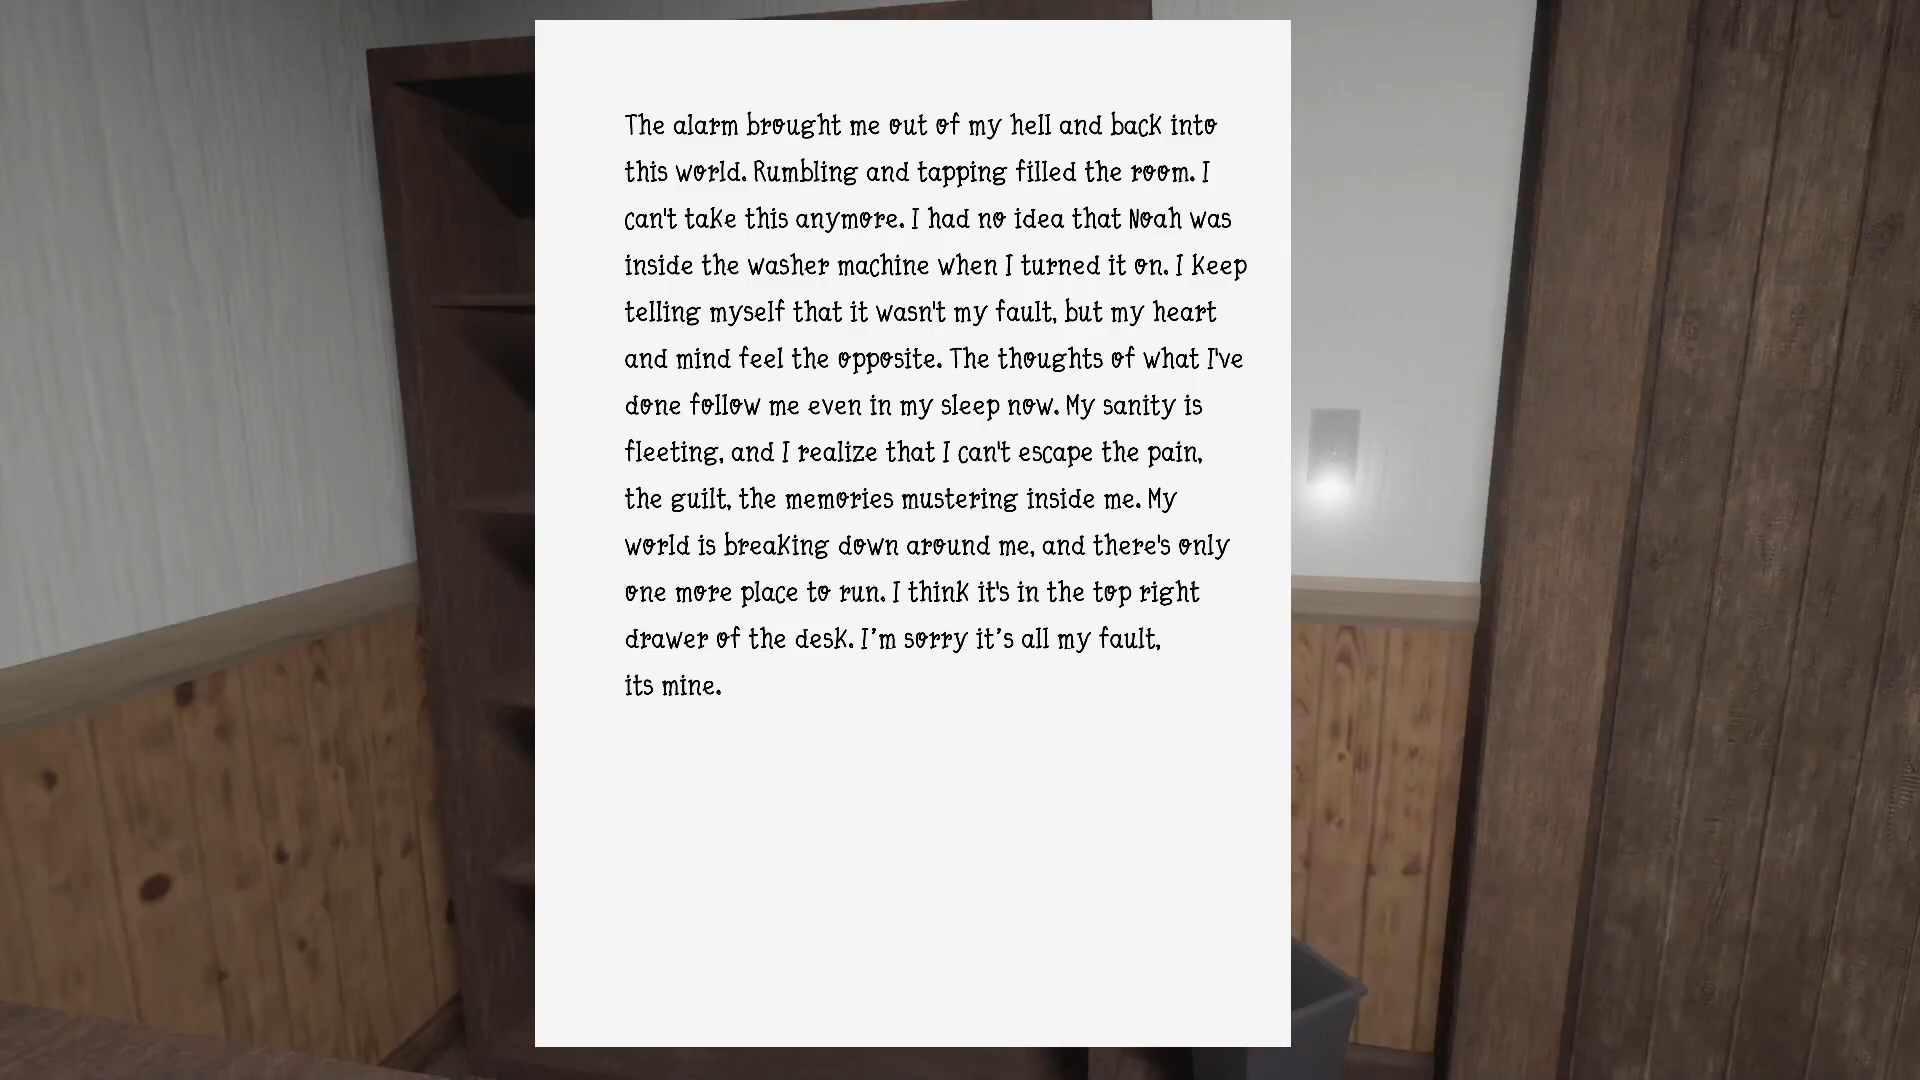 The alarm brought me out of my hell and back into
this world. Rumbling and tapping filled the room. I
can't take this anymore. I had no idea that Noah was
inside the washer machine when I turned it on. I keep
telling myself that it wasn't my fault, but my heart
and mind feel the opposite. The thoughts of what I've
done follow me even in my sleep now. My sanity is
fleeting, and I realize that I can't escape the pain,
the guilt, the memories mustering inside me. My
world is breaking down around me, and there's only
one more place to run. I think it's in the top right
drawer of the desk. I’m sorry it’s all my fault,
its mine.